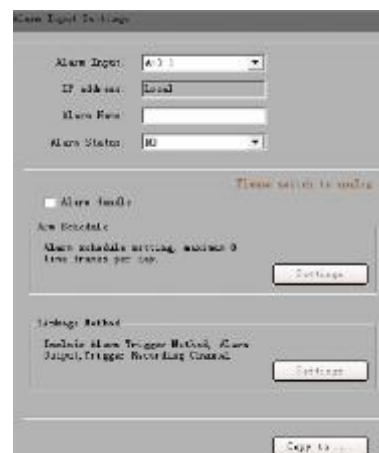 Alarm Input Settings
Alarm Input:
IP address: Local
Alarm Name:
Alarm Status: NO
Please switch to analog
Alarm Handle
Arm Schedule
Alarm schedule setting, maximum 8
time frames per day.
Settings
Linkage Method
Include Alarm Trigger Method, Alarm
Output,Trigger Recording Channel
Settings
Copy to ...